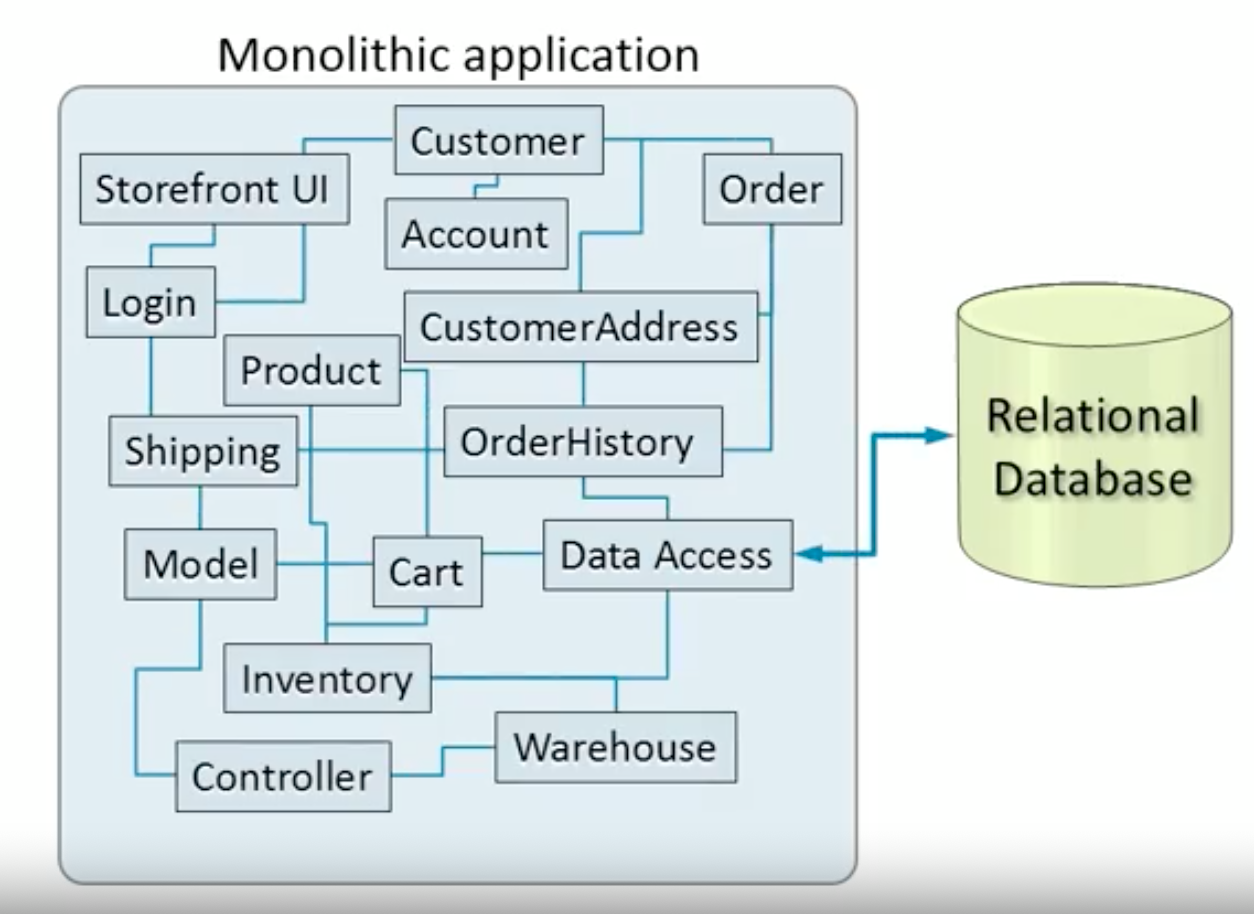 Monolithic application
Customer
Storefront UI
Order
Account
Login
CustomerAddress
Product
Shipping
OrderHistory
Relational
Database
Model
Cart
Data Access
Inventory
Warehouse
Controller